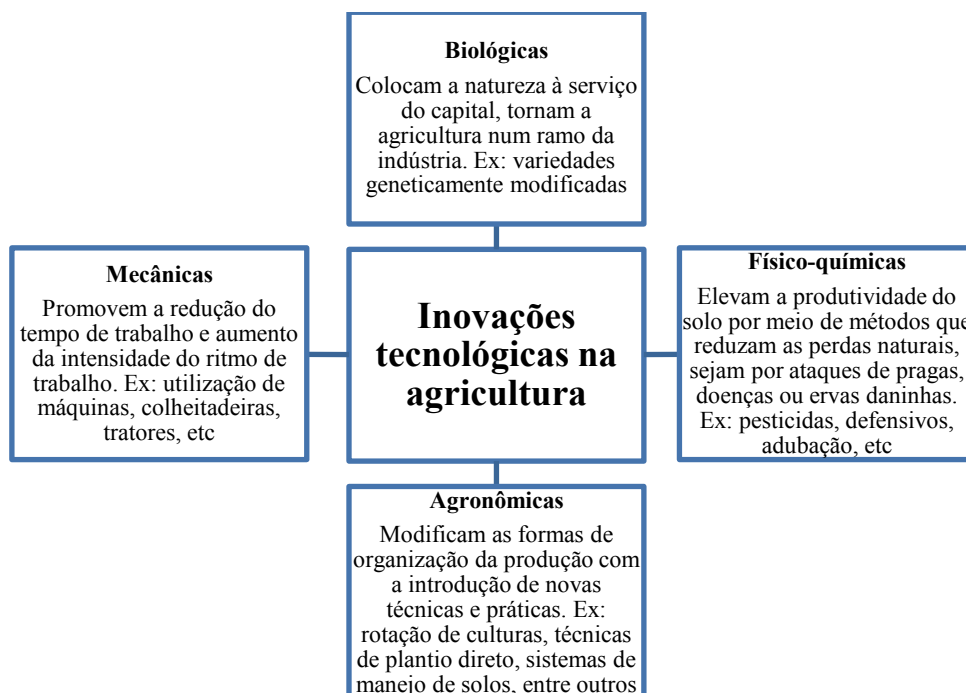 Biológicas
Colocam a natureza à serviço
do capital, tornam a
agricultura num ramo da
indústria. Ex: variedades
geneticamente modificadas
Mecânicas
Promovem a redução do
tempo de trabalho e aumento
da intensidade do ritmo de
trabalho. Ex: utilização de
máquinas, colheitadeiras,
tratores, etc
Inovações
tecnológicas na
agricultura
Físico-químicas
Elevam a produtividade do
solo por meio de métodos que
reduzam as perdas naturais,
sejam por ataques de pragas,
doenças ou ervas daninhas.
Ex: pesticidas, defensivos,
adubação, etc
Agronômicas
Modificam as formas de
organização da produção com
a introdução de novas
técnicas e práticas. Ex:
rotação de culturas, técnicas
de plantio direto, sistemas de
manejo de solos, entre outros